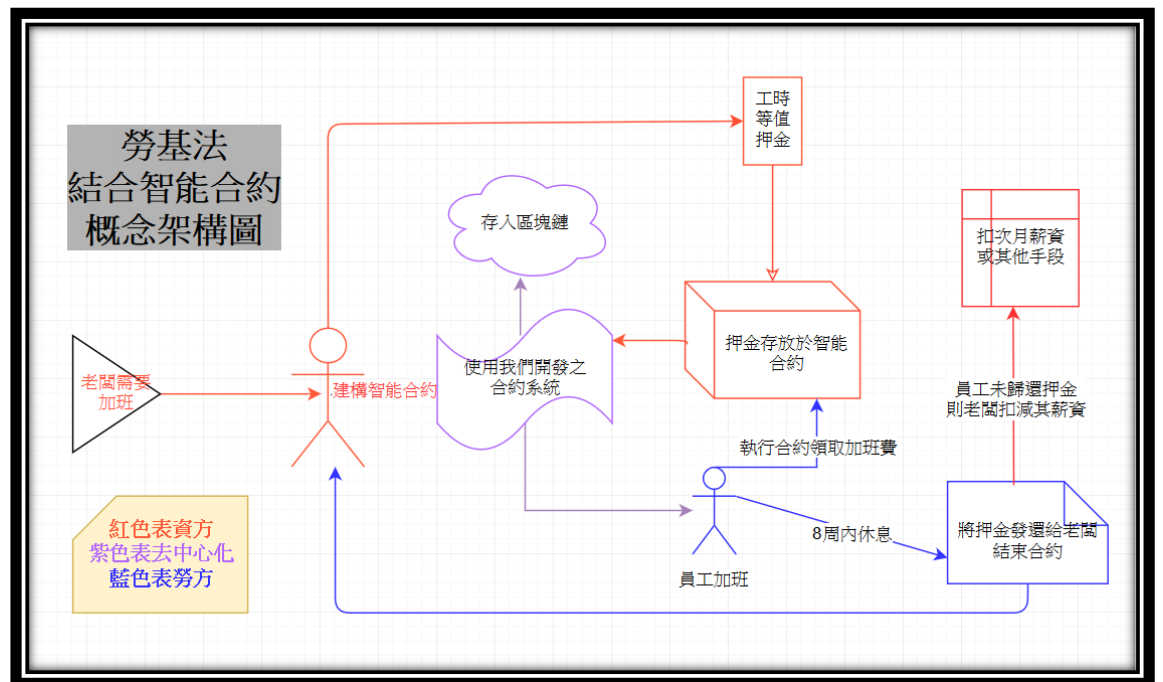 勞基法
結合智能合約
概念架構圖
工時
等值
押金
存入區塊鏈
扣次月薪資
或其他手段
押金存放於智能
合約
使用我們開發之
合約系統
老闆需要
加班
建構智能合約
員工未歸還押金
則老闆扣減其薪資
執行合約領取加班費
8周內休息
將押金發還給老闆
結束合約
員工加班
紅色表資方
紫色表去中心化
藍色表勞方